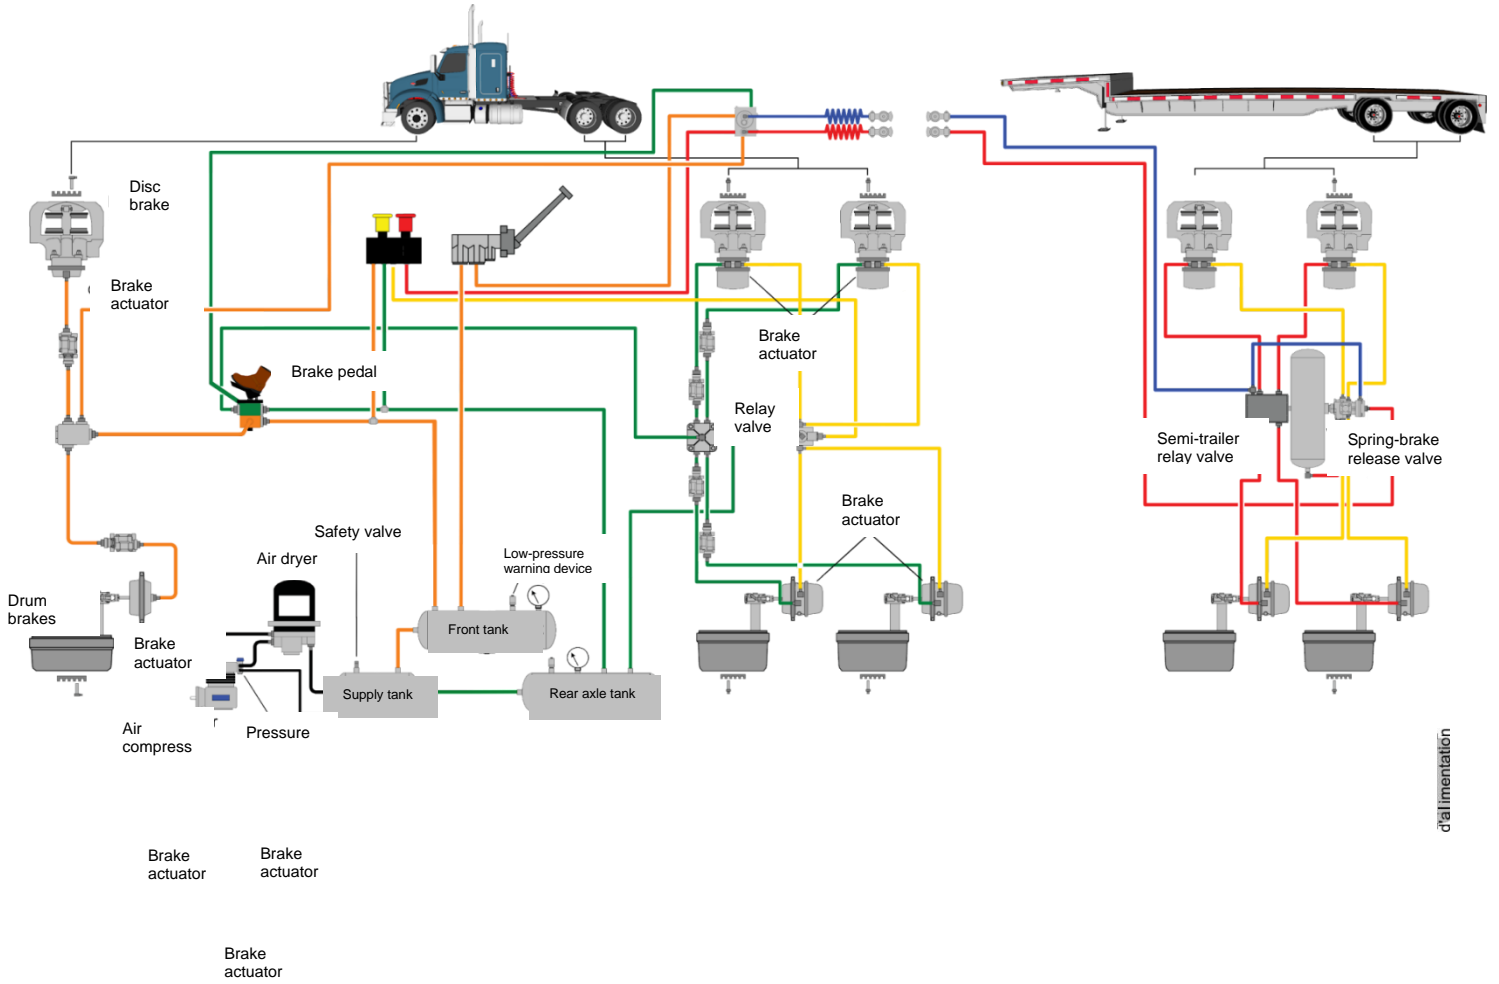 Disc
brake
Brake
actuator
Brake pedal
Brake
actuator
Relay
valve
Semi-trailer
relay valve
Spring-brake
release valve
Brake
actuator
Safety valve
Air dryer
Low-pressure
warning device
Drum
brakes
Front tank
Brake
actuator
Supply tank
Rear axle tank
Air
compress
r
Pressure
d'alimentation
Brake
actuator
Brake
actuator
Brake
actuator